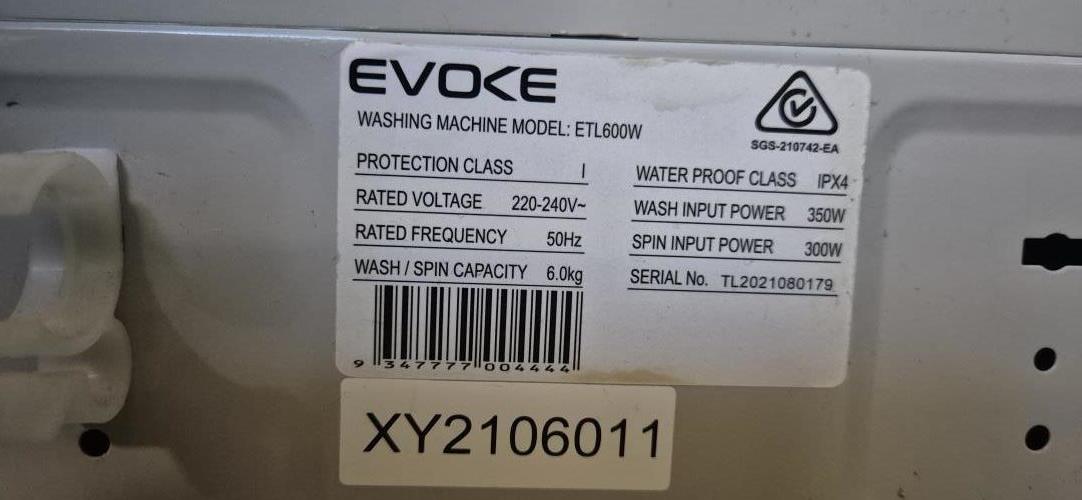 EVOKE
WASHING MACHINE MODEL: ETL600W
SGS-210742-EA
PROTECTION CLASS I
RATED VOLTAGE 220-240V~
RATED FREQUENCY 50Hz
WASH / SPIN CAPACITY 6.0kg
WATER PROOF CLASS IPX4
WASH INPUT POWER 350W
SPIN INPUT POWER 300W
SERIAL No. TL2021080179
9 347777 004444
XY2106011